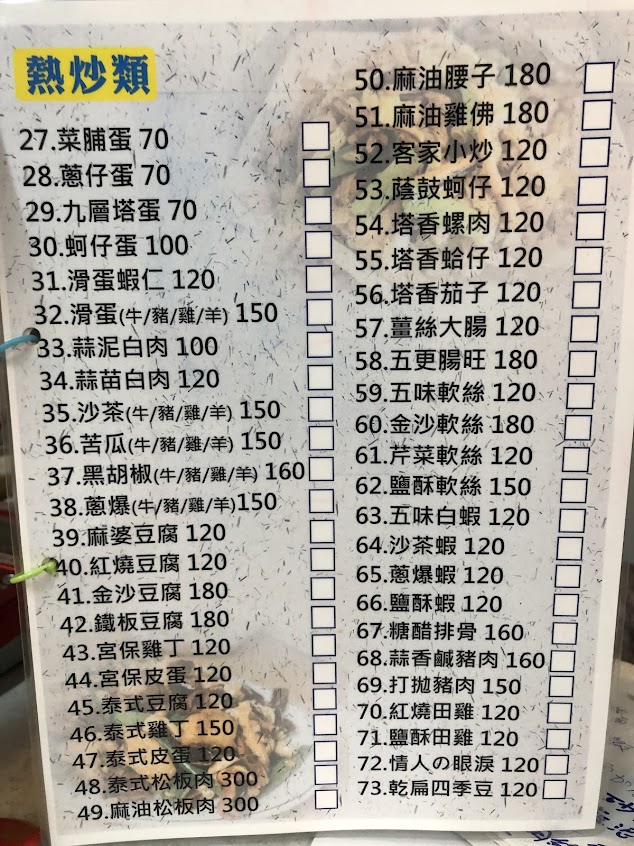 熱炒類
27.菜脯蛋 70
28.蔥仔蛋 70
29.九層塔蛋 70
30.蚵仔蛋 100
31.滑蛋蝦仁 120
32.滑蛋(牛/豬/雞/羊) 150
33.蒜泥白肉 100
34.蒜苗白肉 120
35.沙茶(牛/豬/雞/羊) 150
36.苦瓜(牛/豬/雞/羊) 150
37.黑胡椒(牛/豬/雞/羊) 160
38.蔥爆(牛/豬/雞/羊)150
39.麻婆豆腐 120
40.紅燒豆腐 120
41.金沙豆腐 180
42.鐵板豆腐 180
43.宮保雞丁 120
44.宮保皮蛋 120
45.泰式豆腐 120
46.泰式雞丁 150
47.泰式皮蛋 120
48.泰式松板肉 300
49.麻油松板肉 300
50.麻油腰子 180
51.麻油雞佛 180
52.客家小炒 120
53.蔭鼓蚵仔 120
54.塔香螺肉 120
55.塔香蛤仔 120
56.塔香茄子 120
57.薑絲大腸 120
58.五更腸旺 180
59.五味軟絲 120
60.金沙軟絲 180
61.芹菜軟絲 120
62.鹽酥軟絲 150
63.五味白蝦 120
64.沙茶蝦 120
65.蔥爆蝦 120
66.鹽酥蝦 120
67.糖醋排骨 160
68.蒜香鹹豬肉 160
69.打拋豬肉 150
70.紅燒田雞 120
71.鹽酥田雞 120
72.情人の眼淚 120
73.乾扁四季豆 120